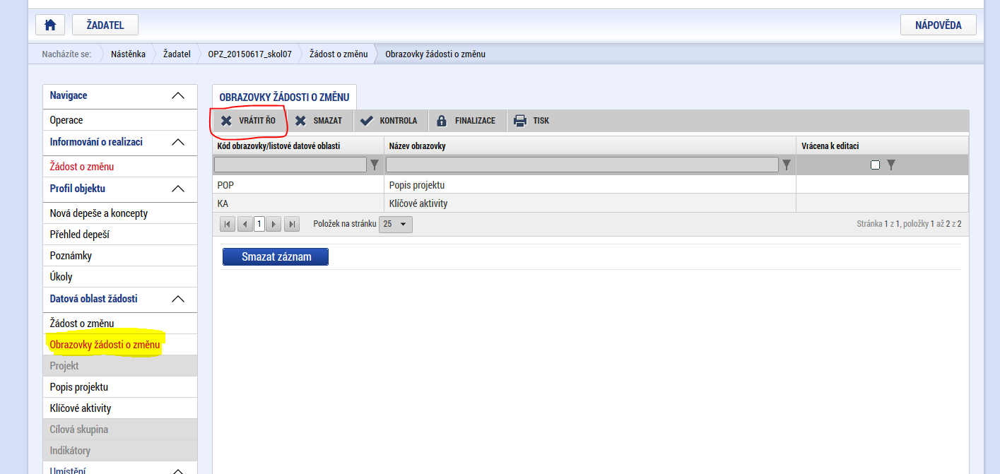 ŽADATEL
NÁPOVĚDA
Nacházíte se: Nástěnka Žadatel OPZ_20150617_skol07 Žádost o změnu Obrazovky žádosti o změnu
Navigace
Operace
Informování o realizaci
Žádost o změnu
Profil objektu
Nová depeše a koncepty
Přehled depeší
Poznámky
Úkoly
Datová oblast žádosti
Žádost o změnu
Obrazovky žádosti o změnu
Projekt
Popis projektu
Klíčové aktivity
Cílová skupina
Indikátory
Umístění
OBRAZOVKY ŽÁDOSTI O ZMĚNU
VRÁTIT ŘO SMAZAT KONTROLA FINALIZACE TISK
Kód obrazovky/listové datové oblasti Název obrazovky Vrácena k editaci
POP Popis projektu
KA Klíčové aktivity
1 Položek na stránku 25 Stránka 1 z 1, položky 1 až 2 z 2
Smazat záznam